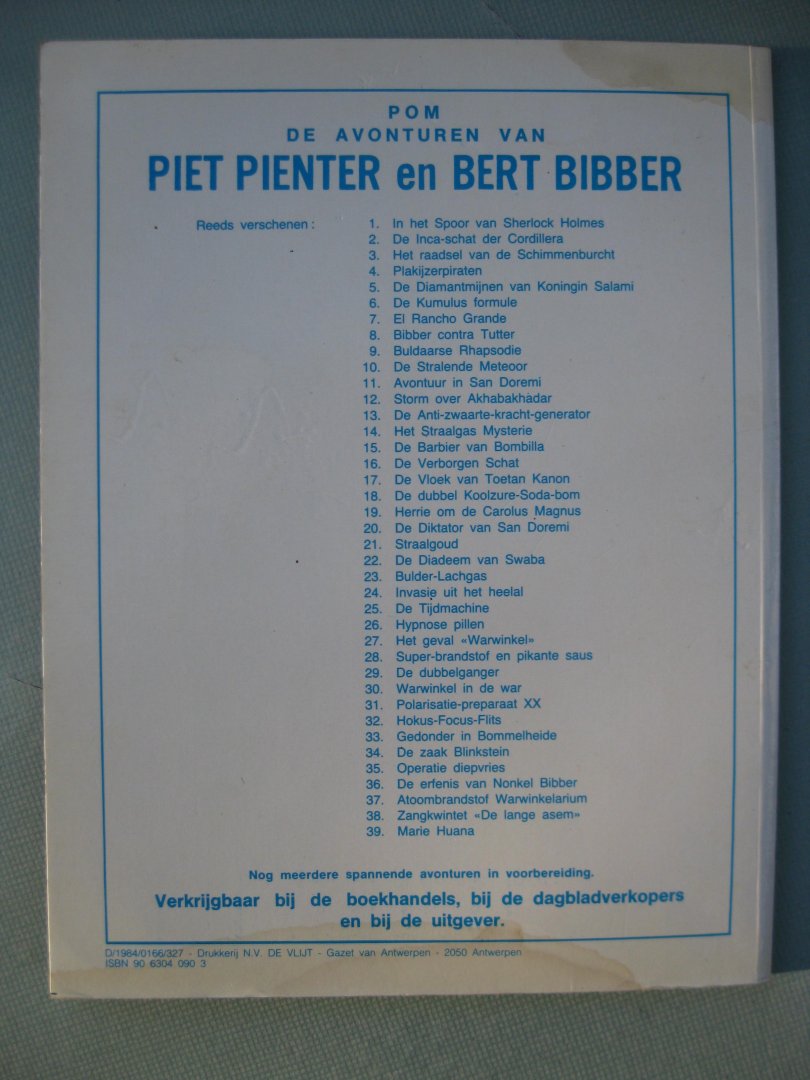 POM
DE AVONTUREN VAN
PIET PIENTER en BERT BIBBER
Reeds verschenen : 1. In het Spoor van Sherlock Holmes
2. De Inca-schat der Cordillera
3. Het raadsel van de Schimmenburcht
4. Plakijzerpiraten
5. De Diamantmijnen van Koningin Salami
6. De Kumulus formule
7. El Rancho Grande
8. Bibber contra Tutter
9. Buldaarse Rhapsodie
10. De Stralende Meteoor
11. Avontuur in San Doremi
12. Storm over Akhabakhadar
13. De Anti-zwaarte-kracht-generator
14. Het Straalgas Mysterie
15. De Barbier van Bombilla
16. De Verborgen Schat
17. De Vloek van Toetan Kanon
18. De dubbel Koolzure-Soda-bom
19. Herrie om de Carolus Magnus
20. De Diktator van San Doremi
21. Straalgoud
22. De Diadeem van Swaba
23. Bulder-Lachgas
24. Invasie uit het heelal
25. De Tijdmachine
26. Hypnose pillen
27. Het geval «Warwinkel»
28. Super-brandstof en pikante saus
29. De dubbelganger
30. Warwinkel in de war
31. Polarisatie-preparaat XX
32. Hokus-Focus-Flits
33. Gedonder in Bommelheide
34. De zaak Blinkstein
35. Operatie diepvries
36. De erfenis van Nonkel Bibber
37. Atoombrandstof Warwinkelarium
38. Zangkwintet «De lange asem»
39. Marie Huana
Nog meerdere spannende avonturen in voorbereiding.
Verkrijgbaar bij de boekhandels, bij de dagbladverkopers
en bij de uitgever.
D/1984/0166/327 - Drukkerij N.V. DE VLIJT - Gazet van Antwerpen - 2050 Antwerpen
ISBN 90 6304 090 3